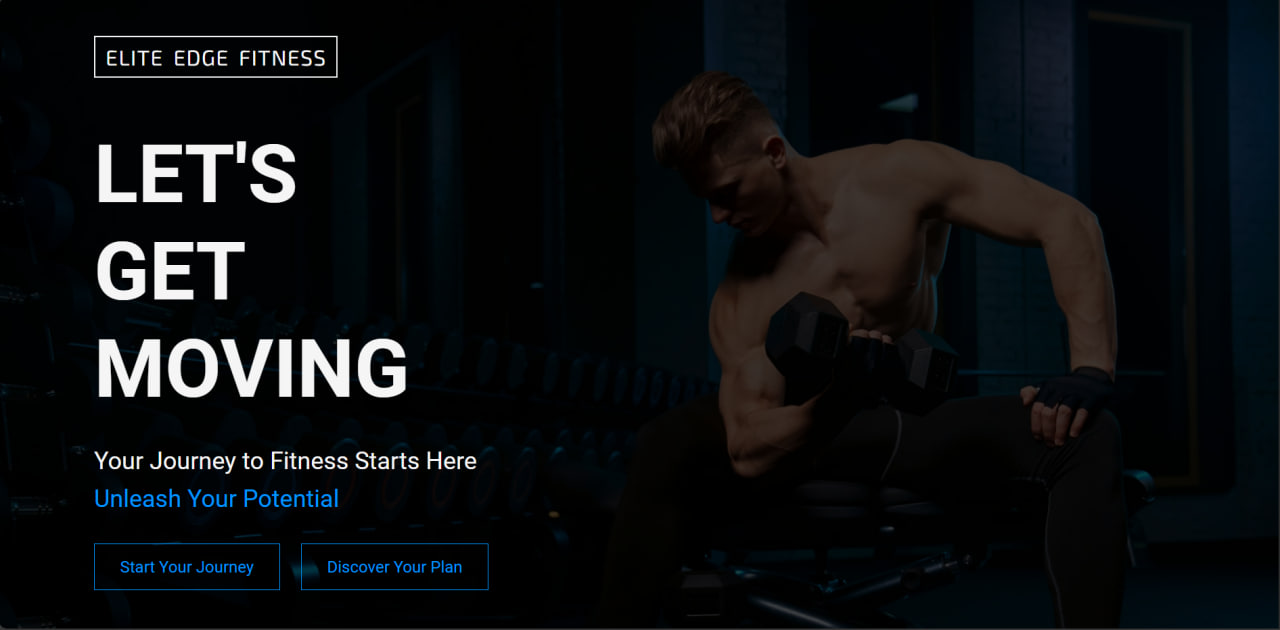 ELITE EDGE FITNESS
LET'S
GET
MOVING
Your Journey to Fitness Starts Here
Unleash Your Potential
Start Your Journey
Discover Your Plan